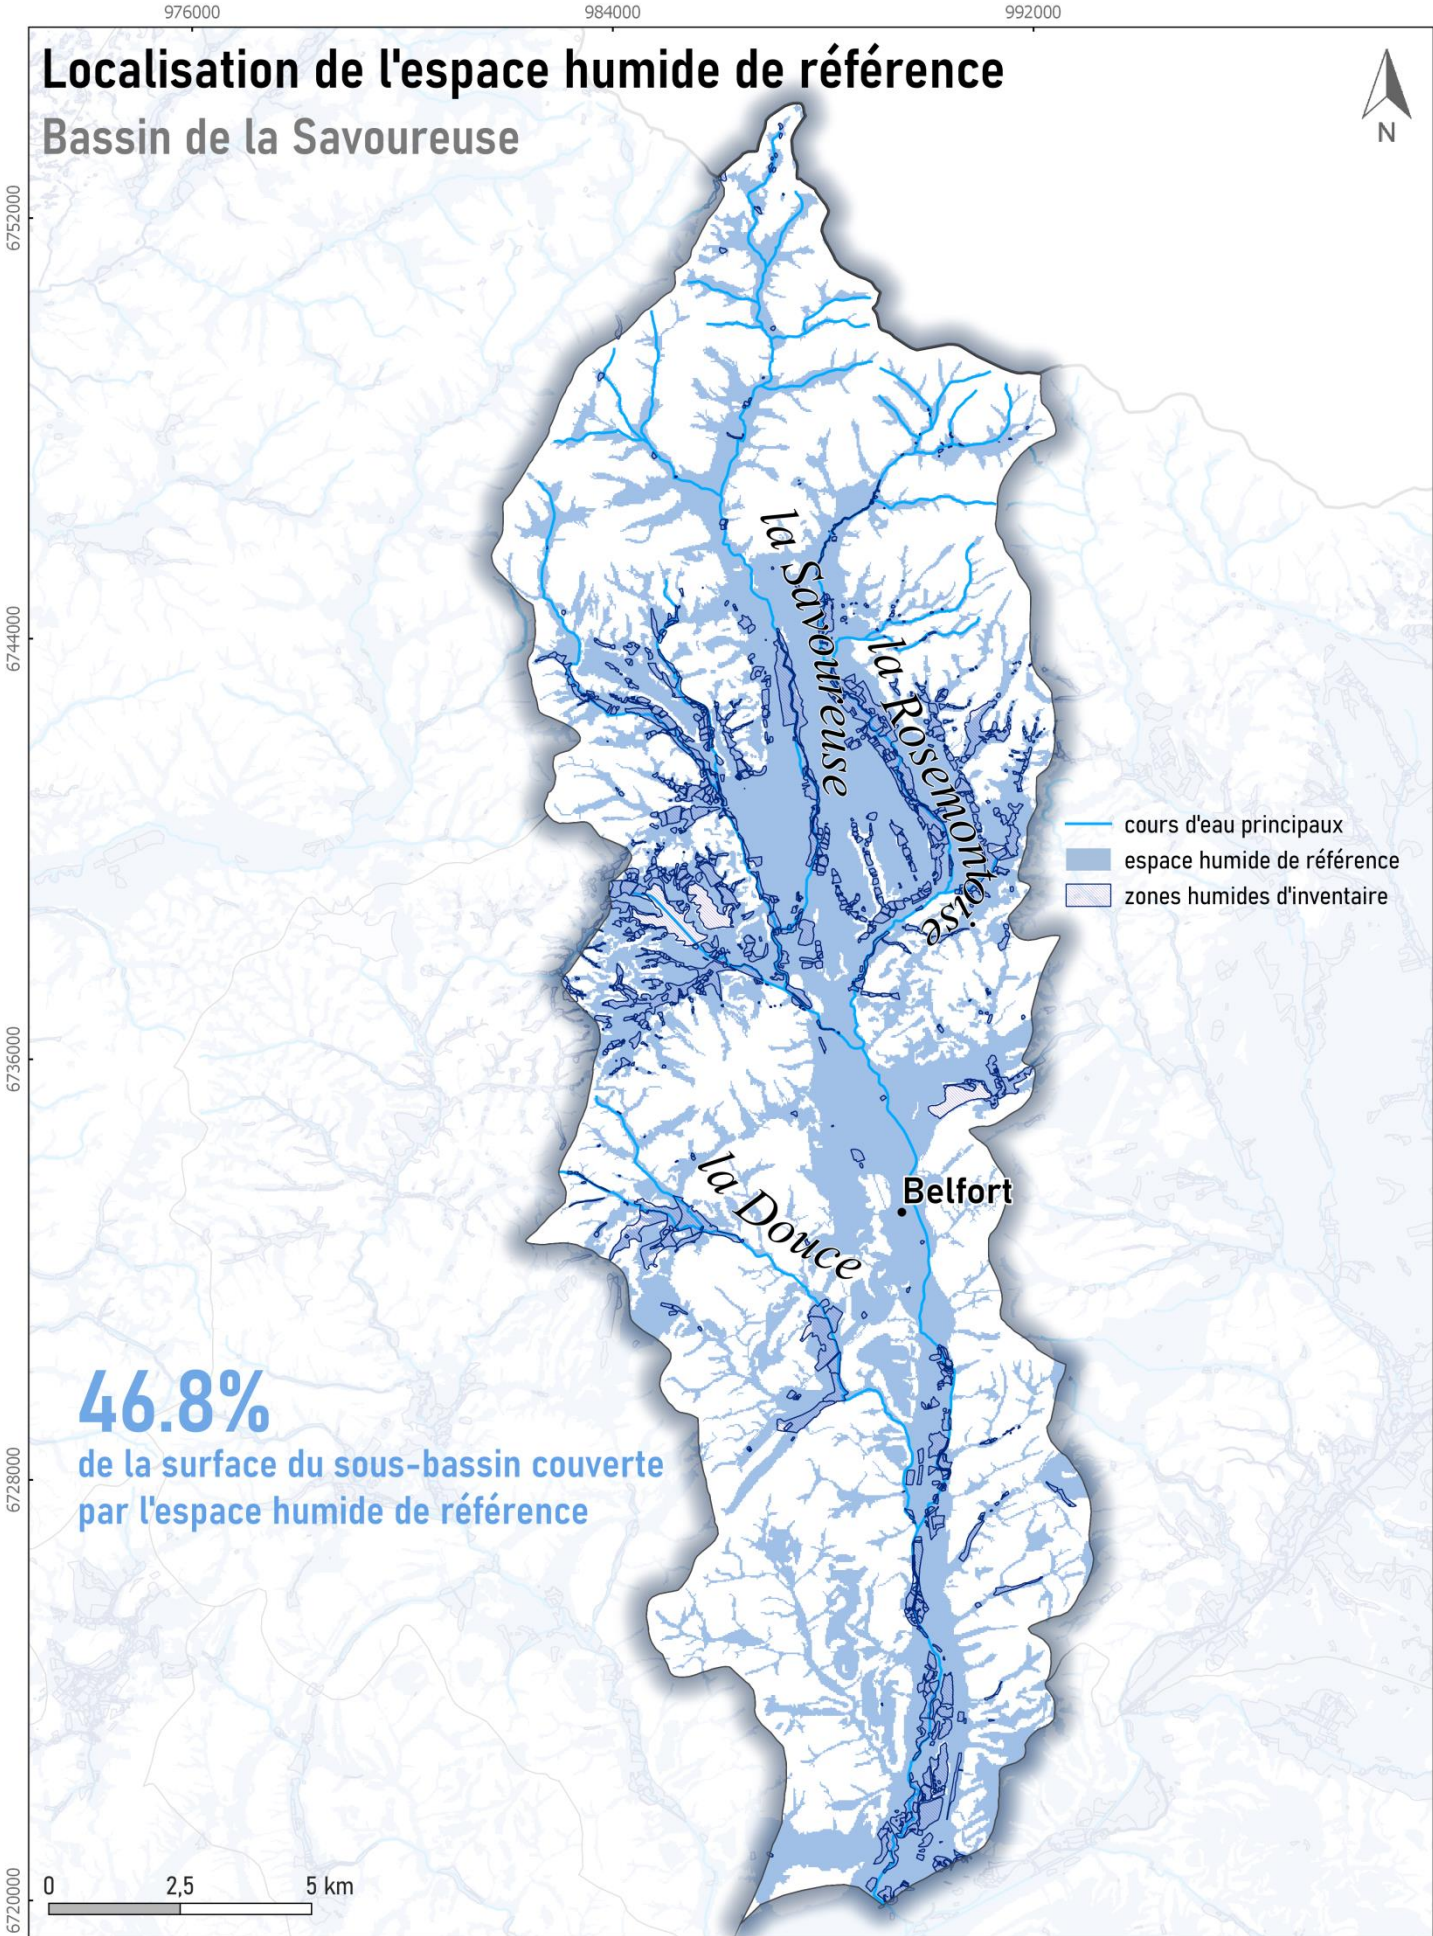 976000
984000
992000
Localisation de l'espace humide de référence
Bassin de la Savoureuse
N
6752000
6744000
6736000
6728000
6720000
la Savoureuse
la Rosemontoise
cours d'eau principaux
espace humide de référence
zones humides d'inventaire
Belfort
la Douce
46.8%
de la surface du sous-bassin couverte
par l'espace humide de référence
0 2,5 5 km